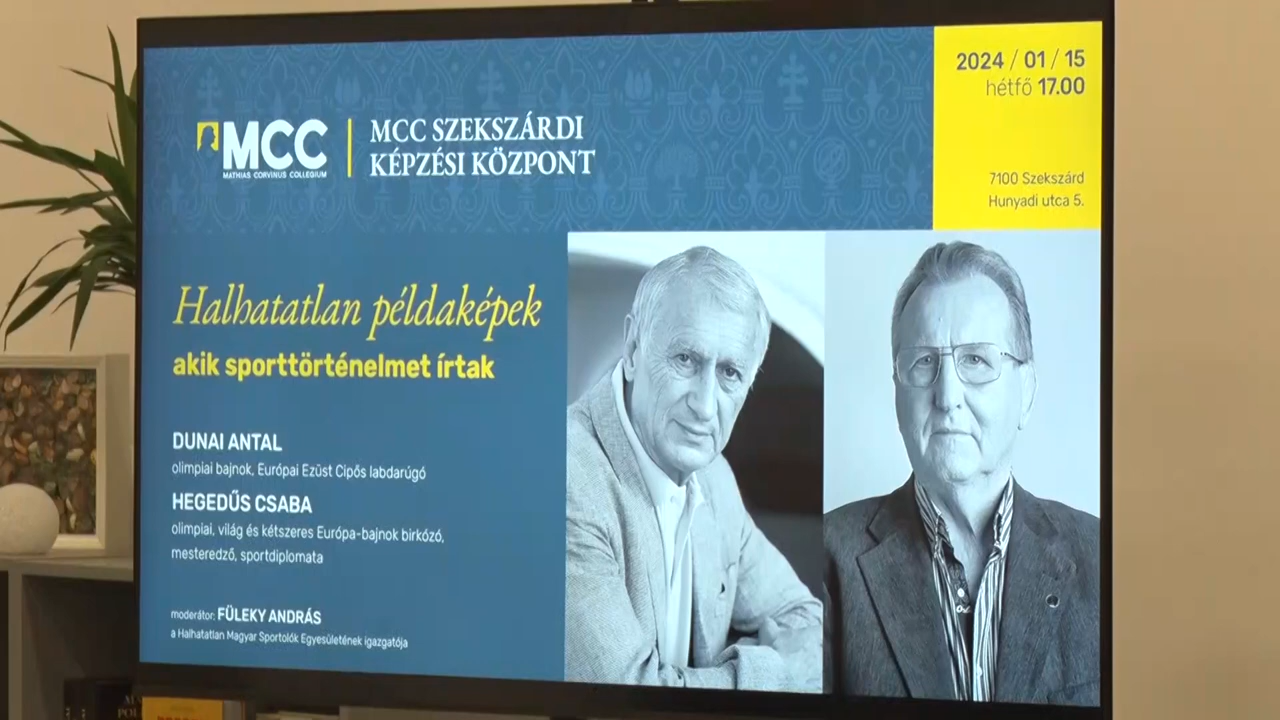 MCC
MATHIAS CORVINUS COLLEGIUM
MCC SZEKSZÁRDI
KÉPZÉSI KÖZPONT
2024 / 01 / 15
hétfő 17.00
7100 Szekszárd
Hunyadi utca 5.
Halhatatlan példaképek
akik sporttörténelmet írtak
DUNAI ANTAL
olimpiai bajnok, Európai Ezüst Cipős labdarúgó
HEGEDŰS CSABA
olimpiai, világ és kétszeres Európa-bajnok birkózó,
mesteredző, sportdiplomata
moderátor: FÜLEKY ANDRÁS
a Halhatatlan Magyar Sportolók Egyesületének igazgatója